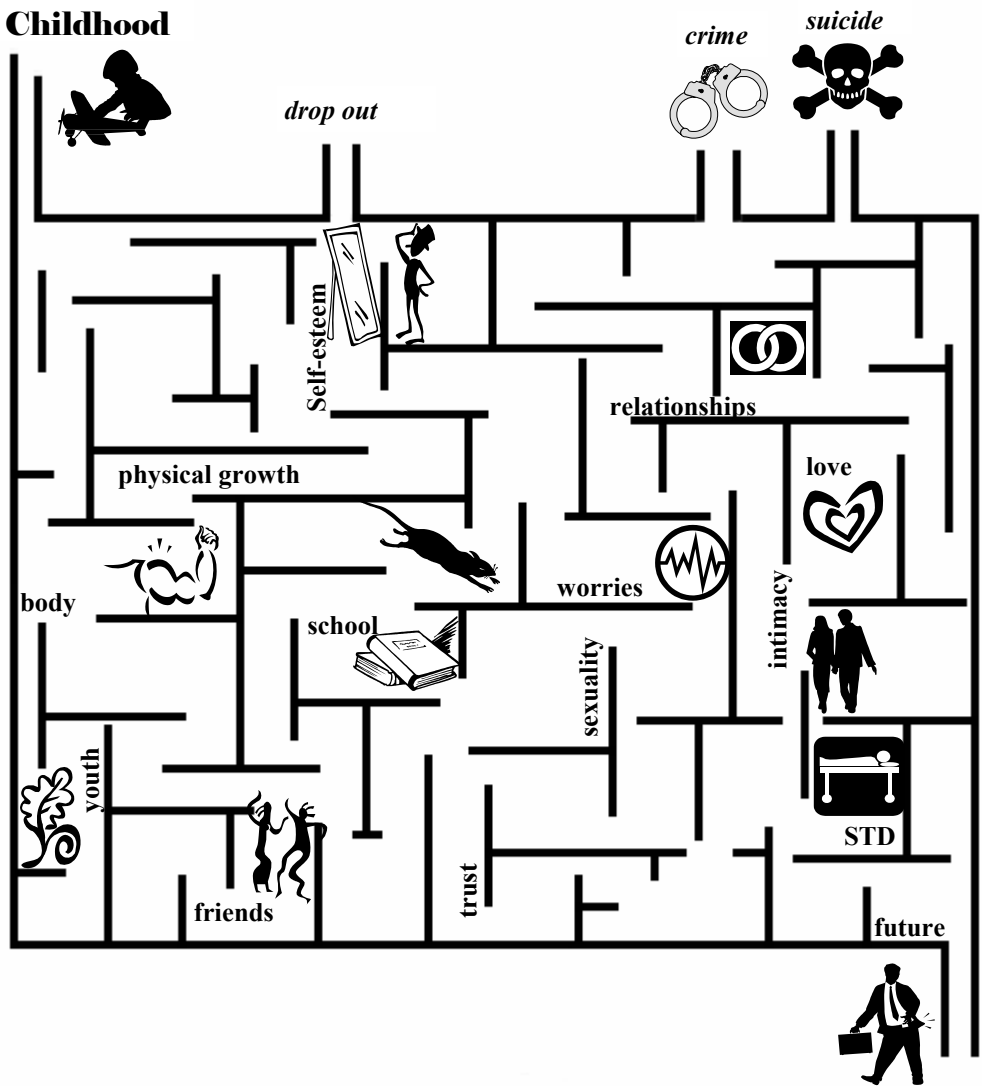 Childhood
suicide
crime
drop out
Self-esteem
relationships
love
physical growth
worries
body
school
intimacy
sexuality
youth
STD
trust
friends
future